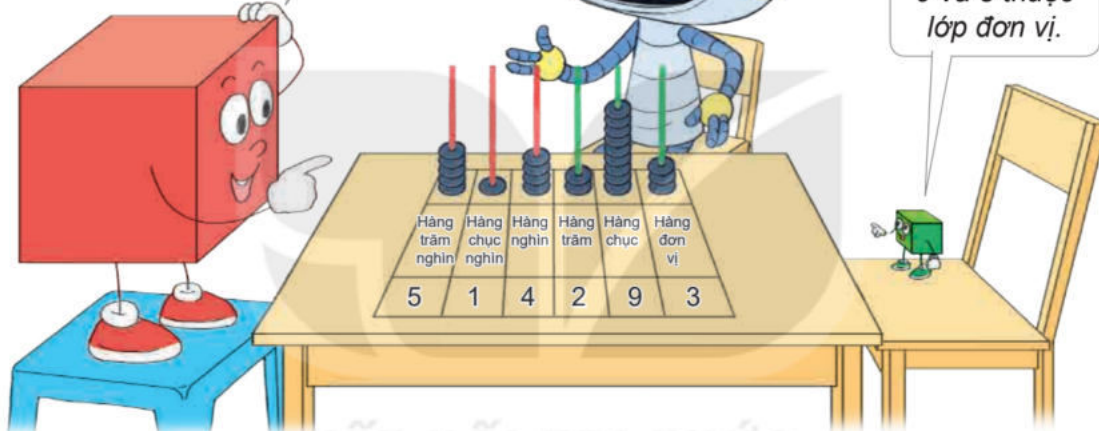 lớp đơn vị.
Hàng trăm nghìn
Hàng chục nghìn
Hàng nghìn
Hàng trăm
Hàng chục
Hàng đơn vị
5 1 4 2 9 3